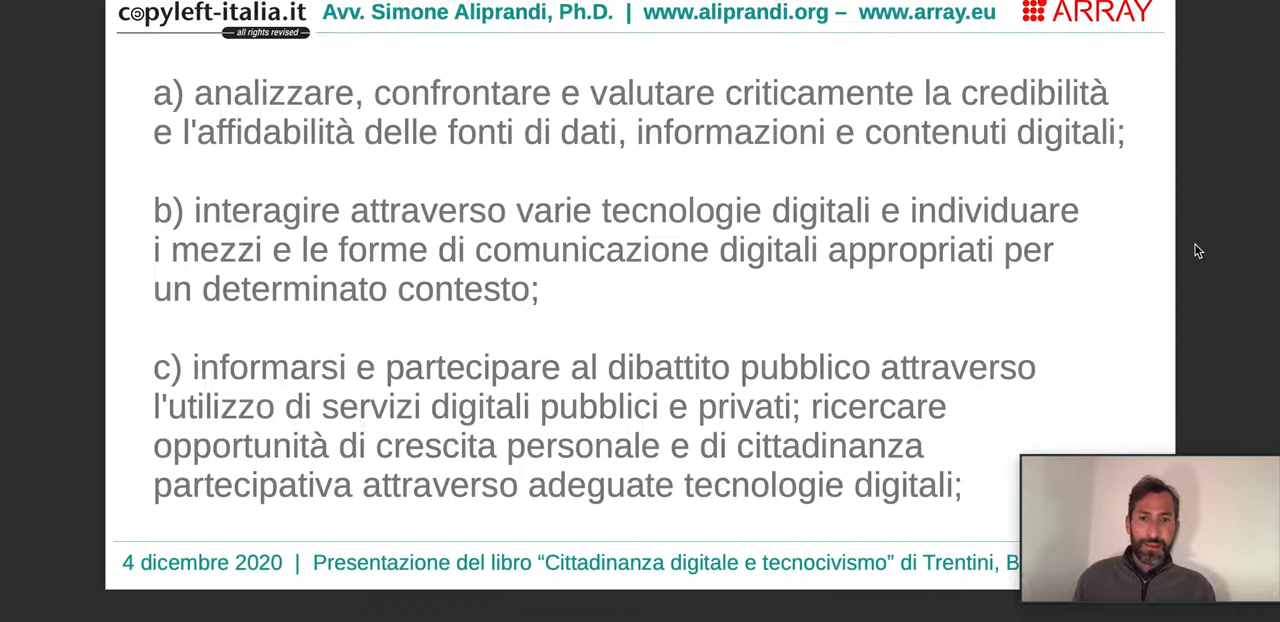 copyleft-italia.it
all rights revised
Avv. Simone Aliprandi, Ph.D. | www.aliprandi.org – www.array.eu
ARRAY
a) analizzare, confrontare e valutare criticamente la credibilità
e l'affidabilità delle fonti di dati, informazioni e contenuti digitali;
b) interagire attraverso varie tecnologie digitali e individuare
i mezzi e le forme di comunicazione digitali appropriati per
un determinato contesto;
c) informarsi e partecipare al dibattito pubblico attraverso
l'utilizzo di servizi digitali pubblici e privati; ricercare
opportunità di crescita personale e di cittadinanza
partecipativa attraverso adeguate tecnologie digitali;
4 dicembre 2020 | Presentazione del libro “Cittadinanza digitale e tecnocivismo” di Trentini, B